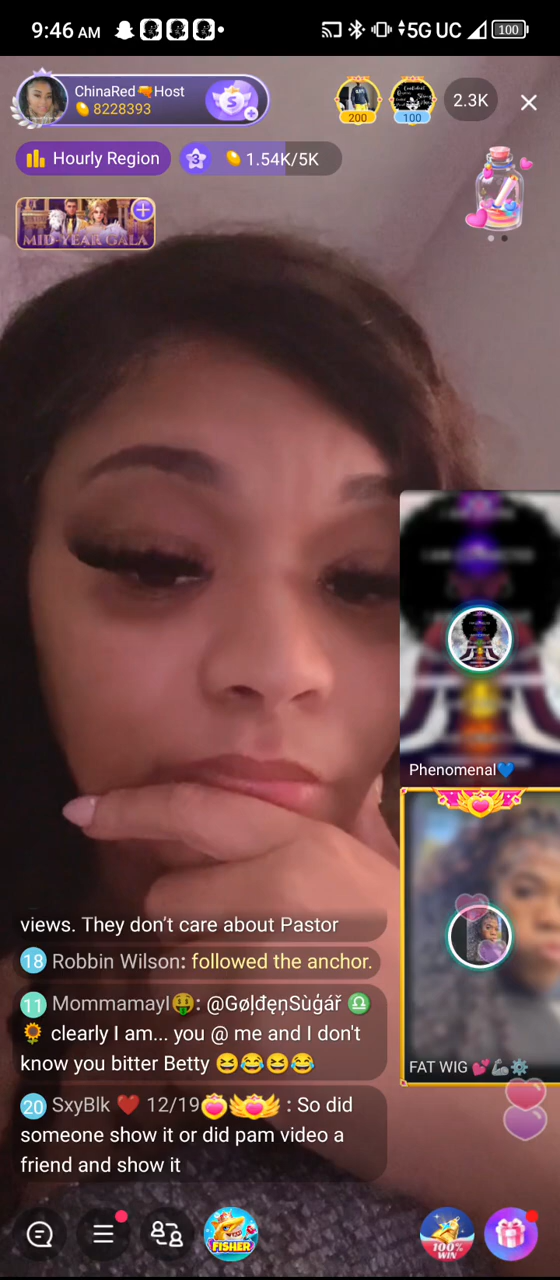 9:46 AM
5G UC
100
ChinaRed🔫Host
8228393
S
200
100
2.3K
Hourly Region
3
1.54K/5K
MID-YEAR GALA
Phenomenal💙
views. They don't care about Pastor
18 Robbin Wilson: followed the anchor.
11 MommamayI🤑: @GøļđęņSùģář ♎
🌻 clearly I am... you @ me and I don't
know you bitter Betty 😆😂😆😂
FAT WIG 💕🦾⚙️
20 SxyBlk ❤️ 12/19 : So did
someone show it or did pam video a
friend and show it
FISHER
100%
WIN